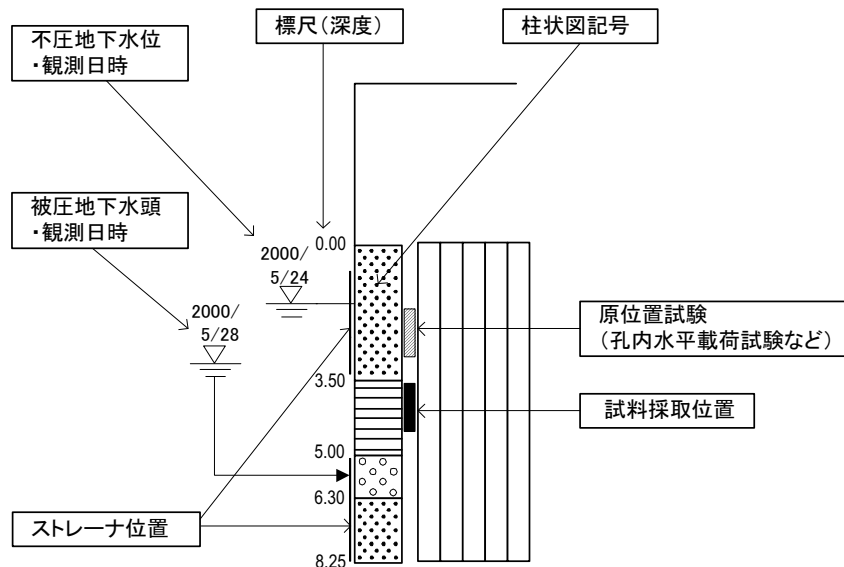 不圧地下水位
・観測日時
標尺(深度)
柱状図記号
被圧地下水頭
・観測日時
2000/
5/24
0.00
2000/
5/28
原位置試験
(孔内水平載荷試験など)
3.50
試料採取位置
5.00
6.30
ストレーナ位置
8.25